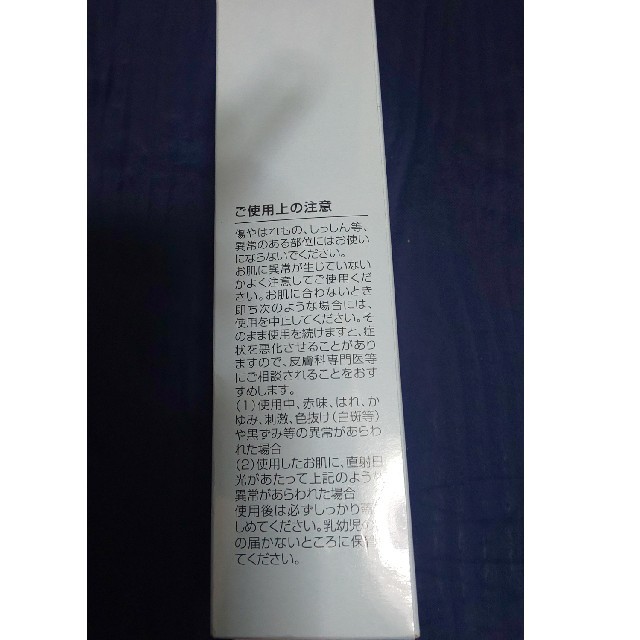 ご使用上の注意
傷やはれもの、しっしん等、
異常のある部位にはお使い
にならないでください。
お肌に異常が生じていない
かよく注意してご使用くだ
さい。お肌に合わないとき
即ち次のような場合には、
使用を中止してください。そ
のまま使用を続けますと、症
状を悪化させることがあり
ますので、皮膚科専門医等
にご相談されることをおす
すめします。
(1)使用中、赤味、はれ、か
ゆみ、刺激、色抜け(白斑等)
や黒ずみ等の異常があらわ
れた場合
(2)使用したお肌に、直射日
光があたって上記のような
異常があらわれた場合
使用後は必ずしっかり
しめてください。乳幼児の
の届かないところに保管
てください。